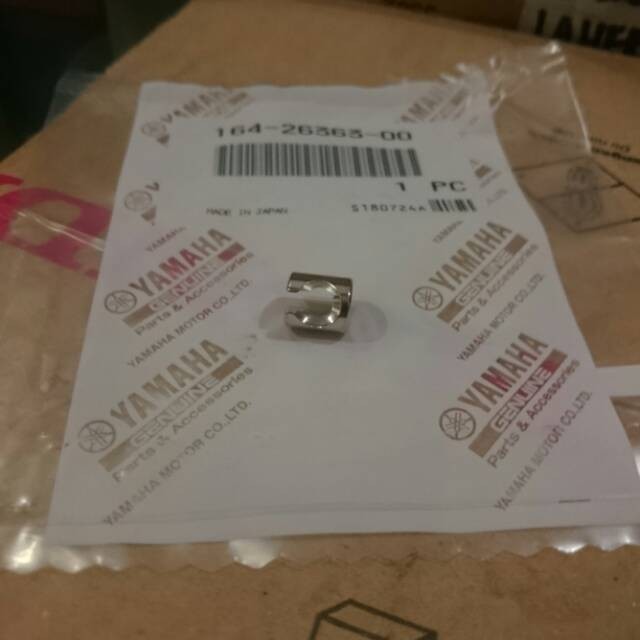 164-26363-00
1 PC
MADE IN JAPAN
S180724A
YAMAHA
YAMAHA
GENUINE
Parts & Accessories
YAMAHA MOTOR CO.,LTD.
YAMAHA
GENUINE
Parts & Accessories
YAMAHA MOTOR CO.,LTD.
YAMAHA
GENUINE
Parts & Accessories
YAMAHA MOTOR CO.,LTD.
YAMAHA
GENUINE
Parts & Accessories
YAMAHA MOTOR CO.,LTD.